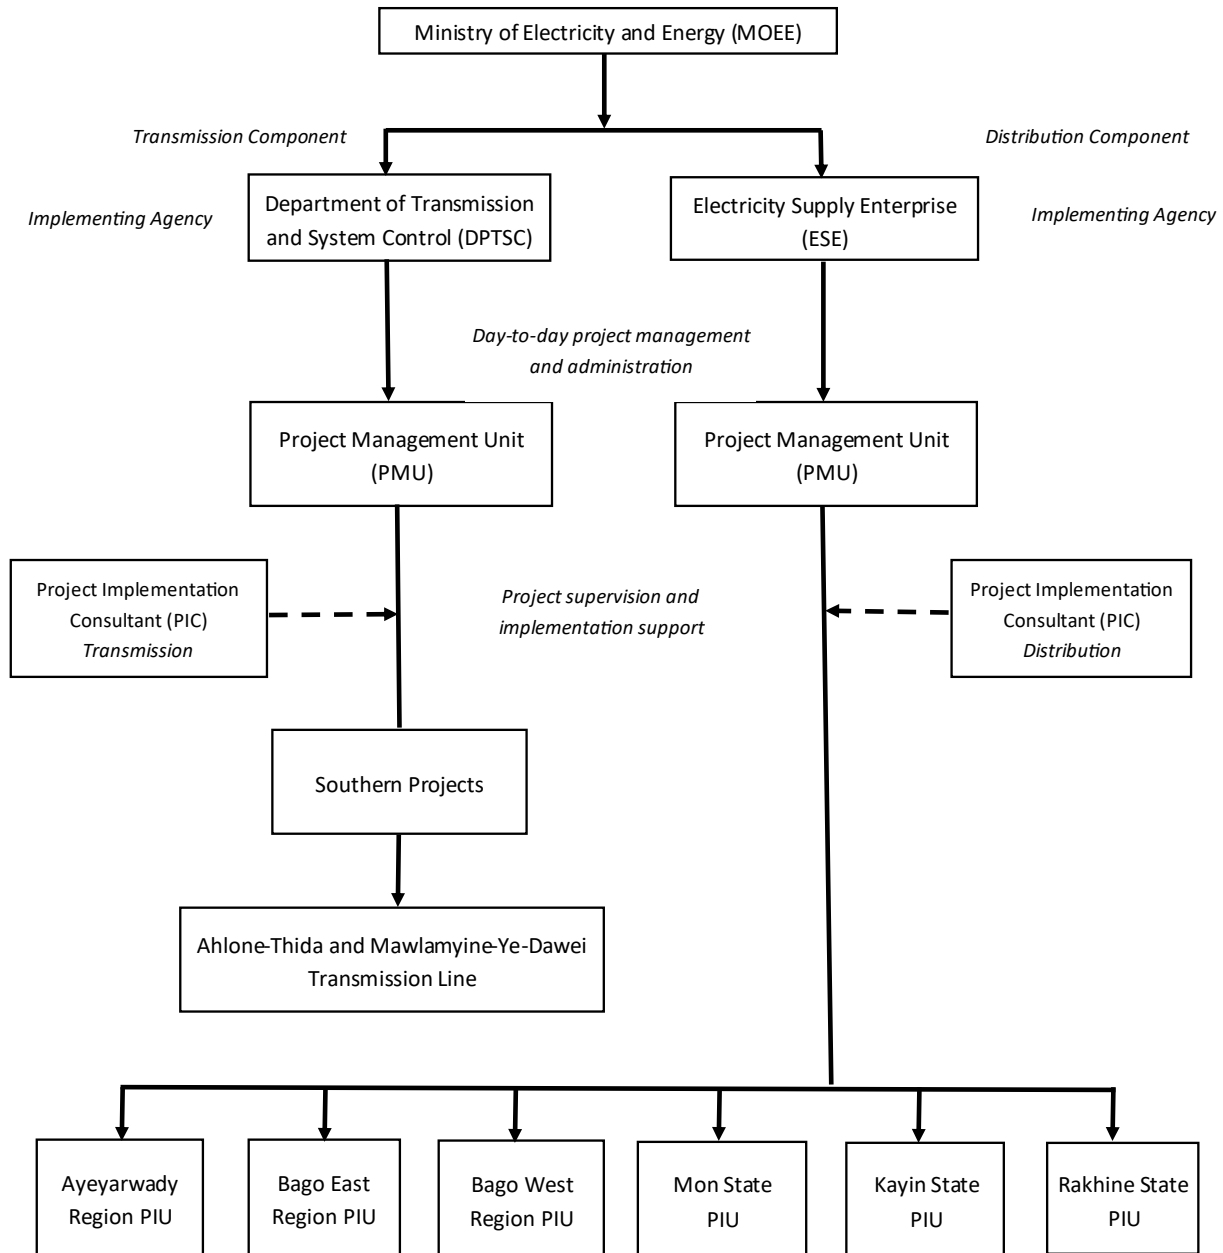 Ministry of Electricity and Energy (MOEE)
Transmission Component
Distribution Component
Implementing Agency
Department of Transmission
and System Control (DPTSC)
Electricity Supply Enterprise
(ESE)
Implementing Agency
Day-to-day project management
and administration
Project Management Unit
(PMU)
Project Management Unit
(PMU)
Project Implementation
Consultant (PIC)
Transmission
Project supervision and
implementation support
Project Implementation
Consultant (PIC)
Distribution
Southern Projects
Ahlone-Thida and Mawlamyine-Ye-Dawei
Transmission Line
Ayeyarwady
Region PIU
Bago East
Region PIU
Bago West
Region PIU
Mon State
PIU
Kayin State
PIU
Rakhine State
PIU